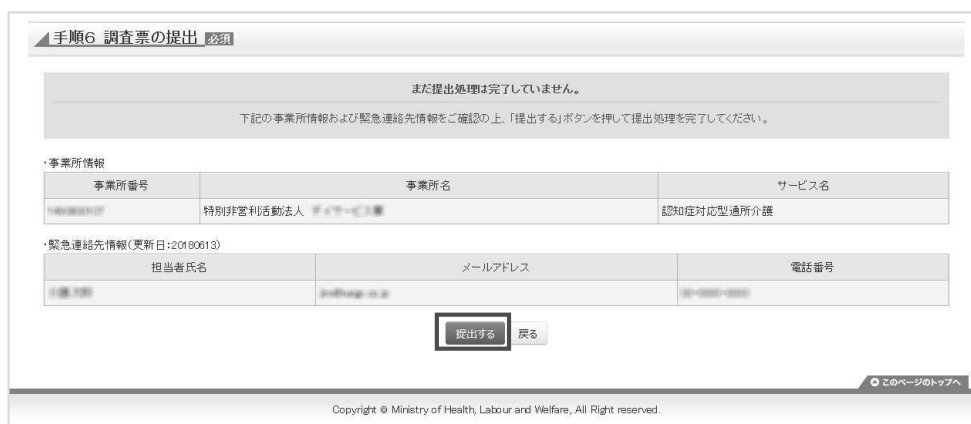 手順6 調査票の提出 必須
まだ提出処理は完了していません。
下記の事業所情報および緊急連絡先情報をご確認の上、「提出する」ボタンを押して提出処理を完了してください。
・事業所情報
事業所番号 事業所名 サービス名
特別非営利活動法人 認知症対応型通所介護
・緊急連絡先情報(更新日:20180613)
担当者氏名 メールアドレス 電話番号
提出する 戻る
このページのトップへ
Copyright © Ministry of Health, Labour and Welfare, All Right reserved.